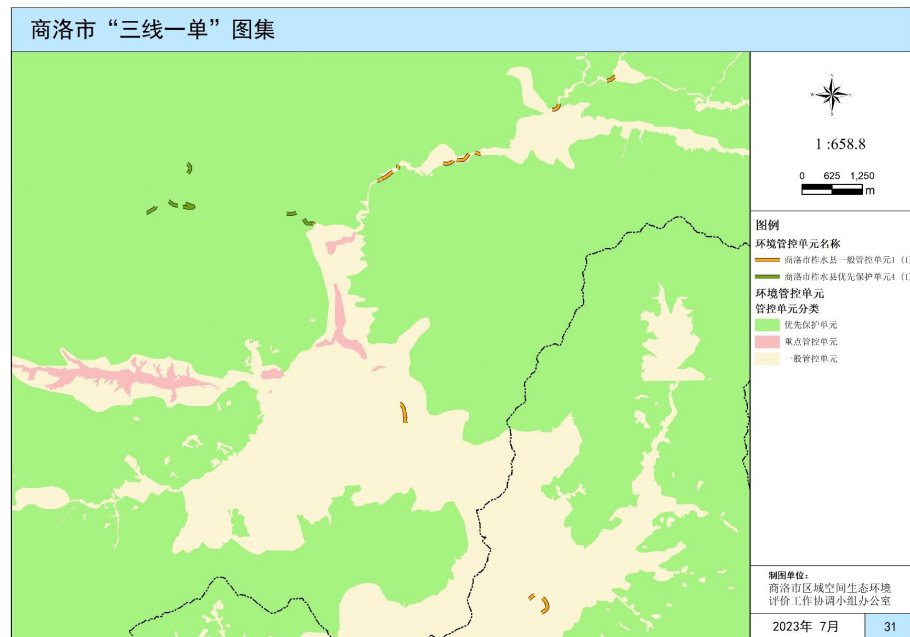 商洛市“三线一单”图集
1:658.8
0 625 1,250
m
图例
环境管控单元名称
商洛市柞水县一般管控单元1 (1)
商洛市柞水县优先保护单元4 (1)
环境管控单元
管控单元分类
优先保护单元
重点管控单元
一般管控单元
制图单位:
商洛市区域空间生态环境
评价工作协调小组办公室
2023年 7月
31